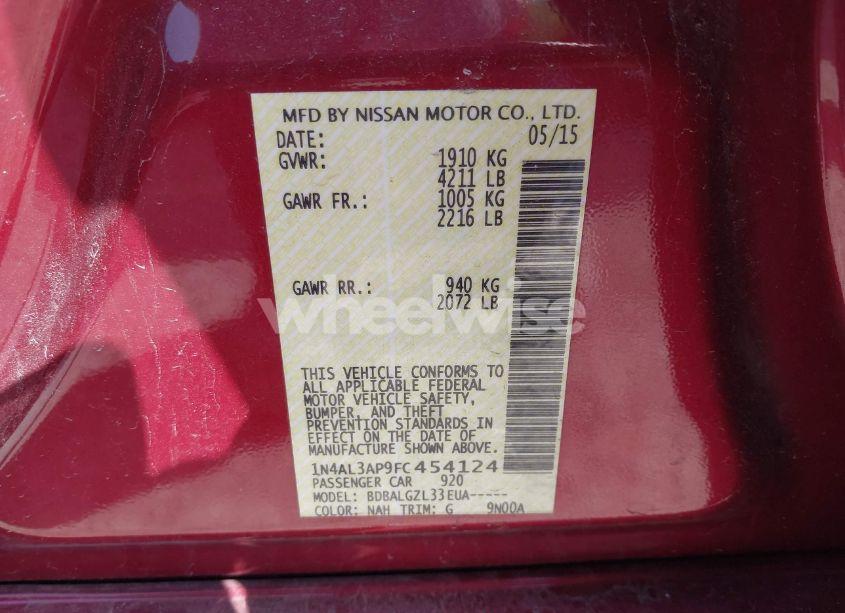 MFD BY NISSAN MOTOR CO., LTD.
DATE: 05/15
GVWR: 1910 KG
4211 LB
GAWR FR.: 1005 KG
2216 LB
GAWR RR.: 940 KG
2072 LB
wheelwise
THIS VEHICLE CONFORMS TO
ALL APPLICABLE FEDERAL
MOTOR VEHICLE SAFETY,
BUMPER, AND THEFT
PREVENTION STANDARDS IN
EFFECT ON THE DATE OF
MANUFACTURE SHOWN ABOVE.
1N4AL3AP9FC454124
PASSENGER CAR 920
MODEL: BDBALGZL33EUA-----
COLOR: NAH TRIM: G 9N00A